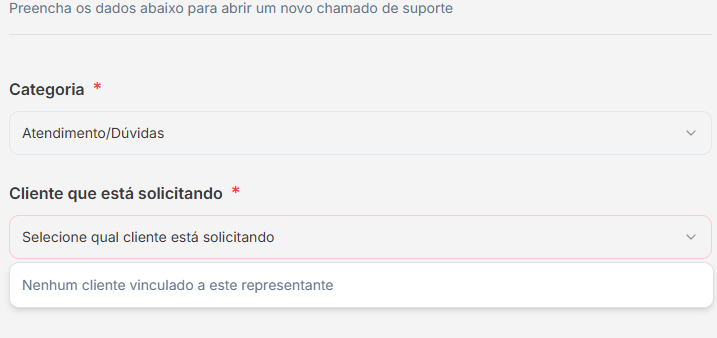 Preencha os dados abaixo para abrir um novo chamado de suporte
Categoria *
Atendimento/Dúvidas
Cliente que está solicitando *
Selecione qual cliente está solicitando
Nenhum cliente vinculado a este representante